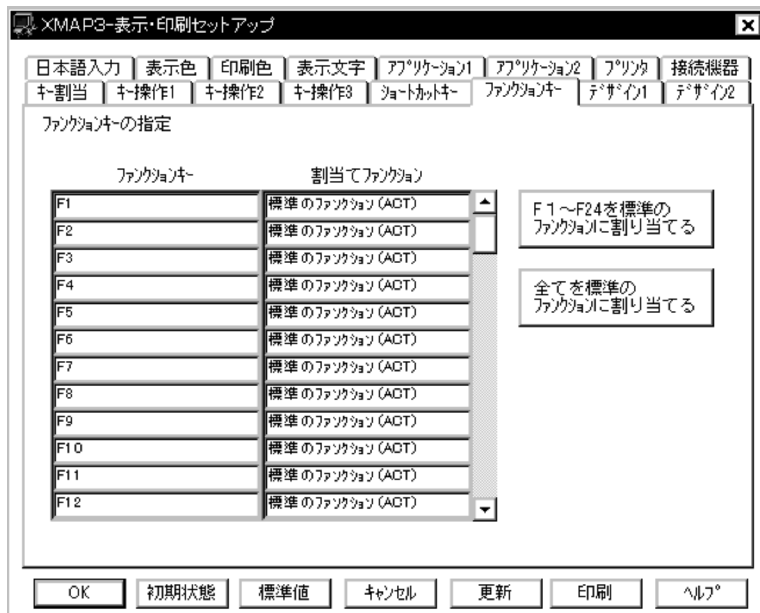 XMAP3-表示・印刷セットアップ
日本語入力 表示色 印刷色 表示文字 ｱﾌﾟﾘｹｰｼｮﾝ1 ｱﾌﾟﾘｹｰｼｮﾝ2 ﾌﾟﾘﾝﾀ 接続機器
ｷｰ割当 ｷｰ操作1 ｷｰ操作2 ｷｰ操作3 ｼｮｰﾄｶｯﾄｷｰ ﾌｧﾝｸｼｮﾝｷｰ ﾃﾞｻﾞｲﾝ1 ﾃﾞｻﾞｲﾝ2
ﾌｧﾝｸｼｮﾝｷｰの指定
ﾌｧﾝｸｼｮﾝｷｰ 割当てﾌｧﾝｸｼｮﾝ
F1 標準のﾌｧﾝｸｼｮﾝ(ACT)
F2 標準のﾌｧﾝｸｼｮﾝ(ACT)
F3 標準のﾌｧﾝｸｼｮﾝ(ACT)
F4 標準のﾌｧﾝｸｼｮﾝ(ACT)
F5 標準のﾌｧﾝｸｼｮﾝ(ACT)
F6 標準のﾌｧﾝｸｼｮﾝ(ACT)
F7 標準のﾌｧﾝｸｼｮﾝ(ACT)
F8 標準のﾌｧﾝｸｼｮﾝ(ACT)
F9 標準のﾌｧﾝｸｼｮﾝ(ACT)
F10 標準のﾌｧﾝｸｼｮﾝ(ACT)
F11 標準のﾌｧﾝｸｼｮﾝ(ACT)
F12 標準のﾌｧﾝｸｼｮﾝ(ACT)
F1～F24を標準の
ﾌｧﾝｸｼｮﾝに割り当てる
全てを標準の
ﾌｧﾝｸｼｮﾝに割り当てる
OK 初期状態 標準値 ｷｬﾝｾﾙ 更新 印刷 ﾍﾙﾌﾟ